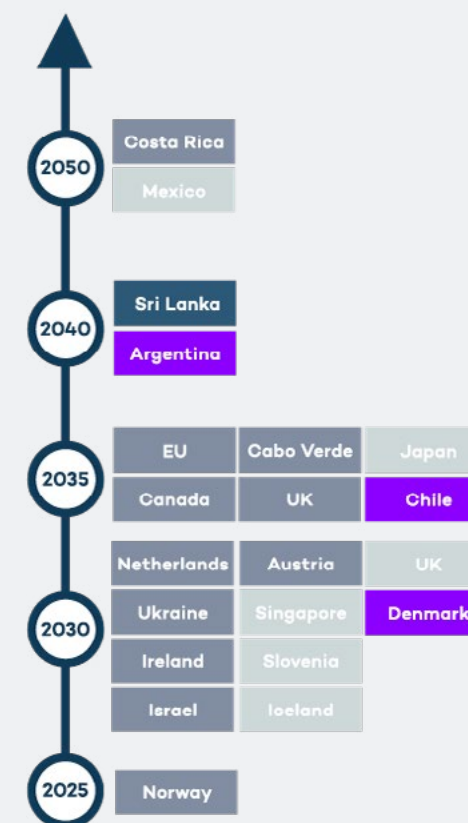 2050
Costa Rica
Mexico
2040
Sri Lanka
Argentina
2035
EU Cabo Verde Japan
Canada UK Chile
2030
Netherlands Austria UK
Ukraine Singapore Denmark
Ireland Slovenia
Israel Iceland
2025
Norway